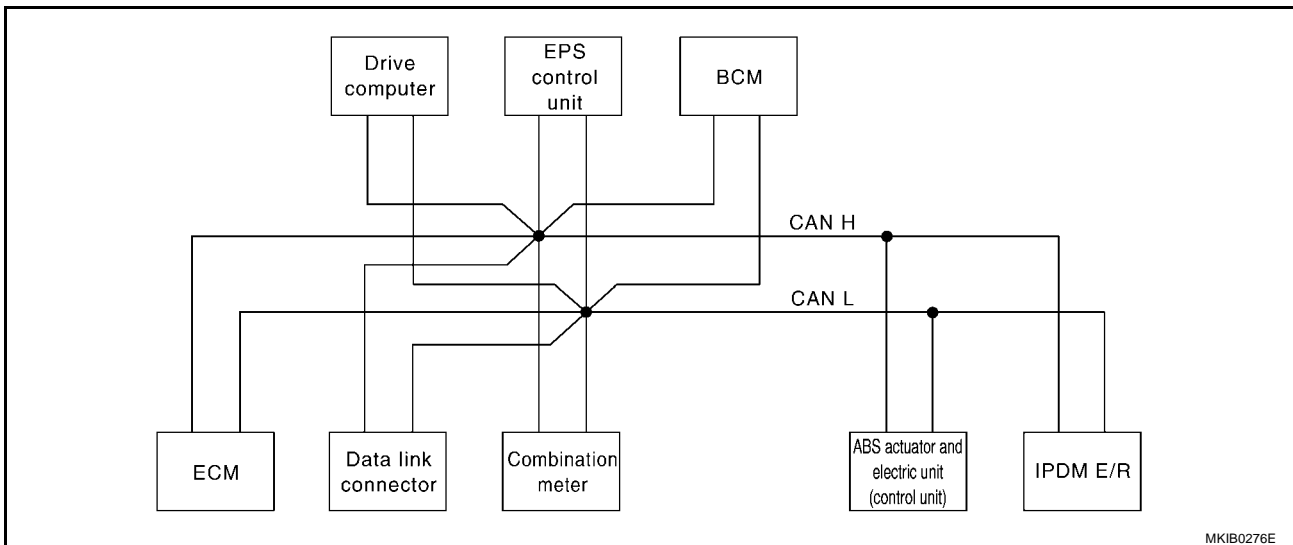 Drive
computer
EPS
control
unit
BCM
CAN H
CAN L
ECM
Data link
connector
Combination
meter
ABS actuator and
electric unit
(control unit)
IPDM E/R
MKIB0276E